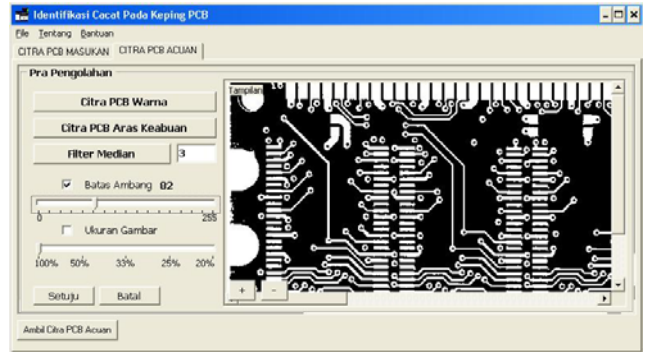 Identifikasi Cacat Pada Keping PCB
File Tentang Bantuan
CITRA PCB MASUKAN CITRA PCB ACUAN
Pra Pengolahan
Tampilan
Citra PCB Warna
Citra PCB Aras Keabuan
Filter Median 3
Batas Ambang 82
0 255
Ukuran Gambar
100% 50% 33% 25% 20%
Setuju Batal + -
Ambil Citra PCB Acuan